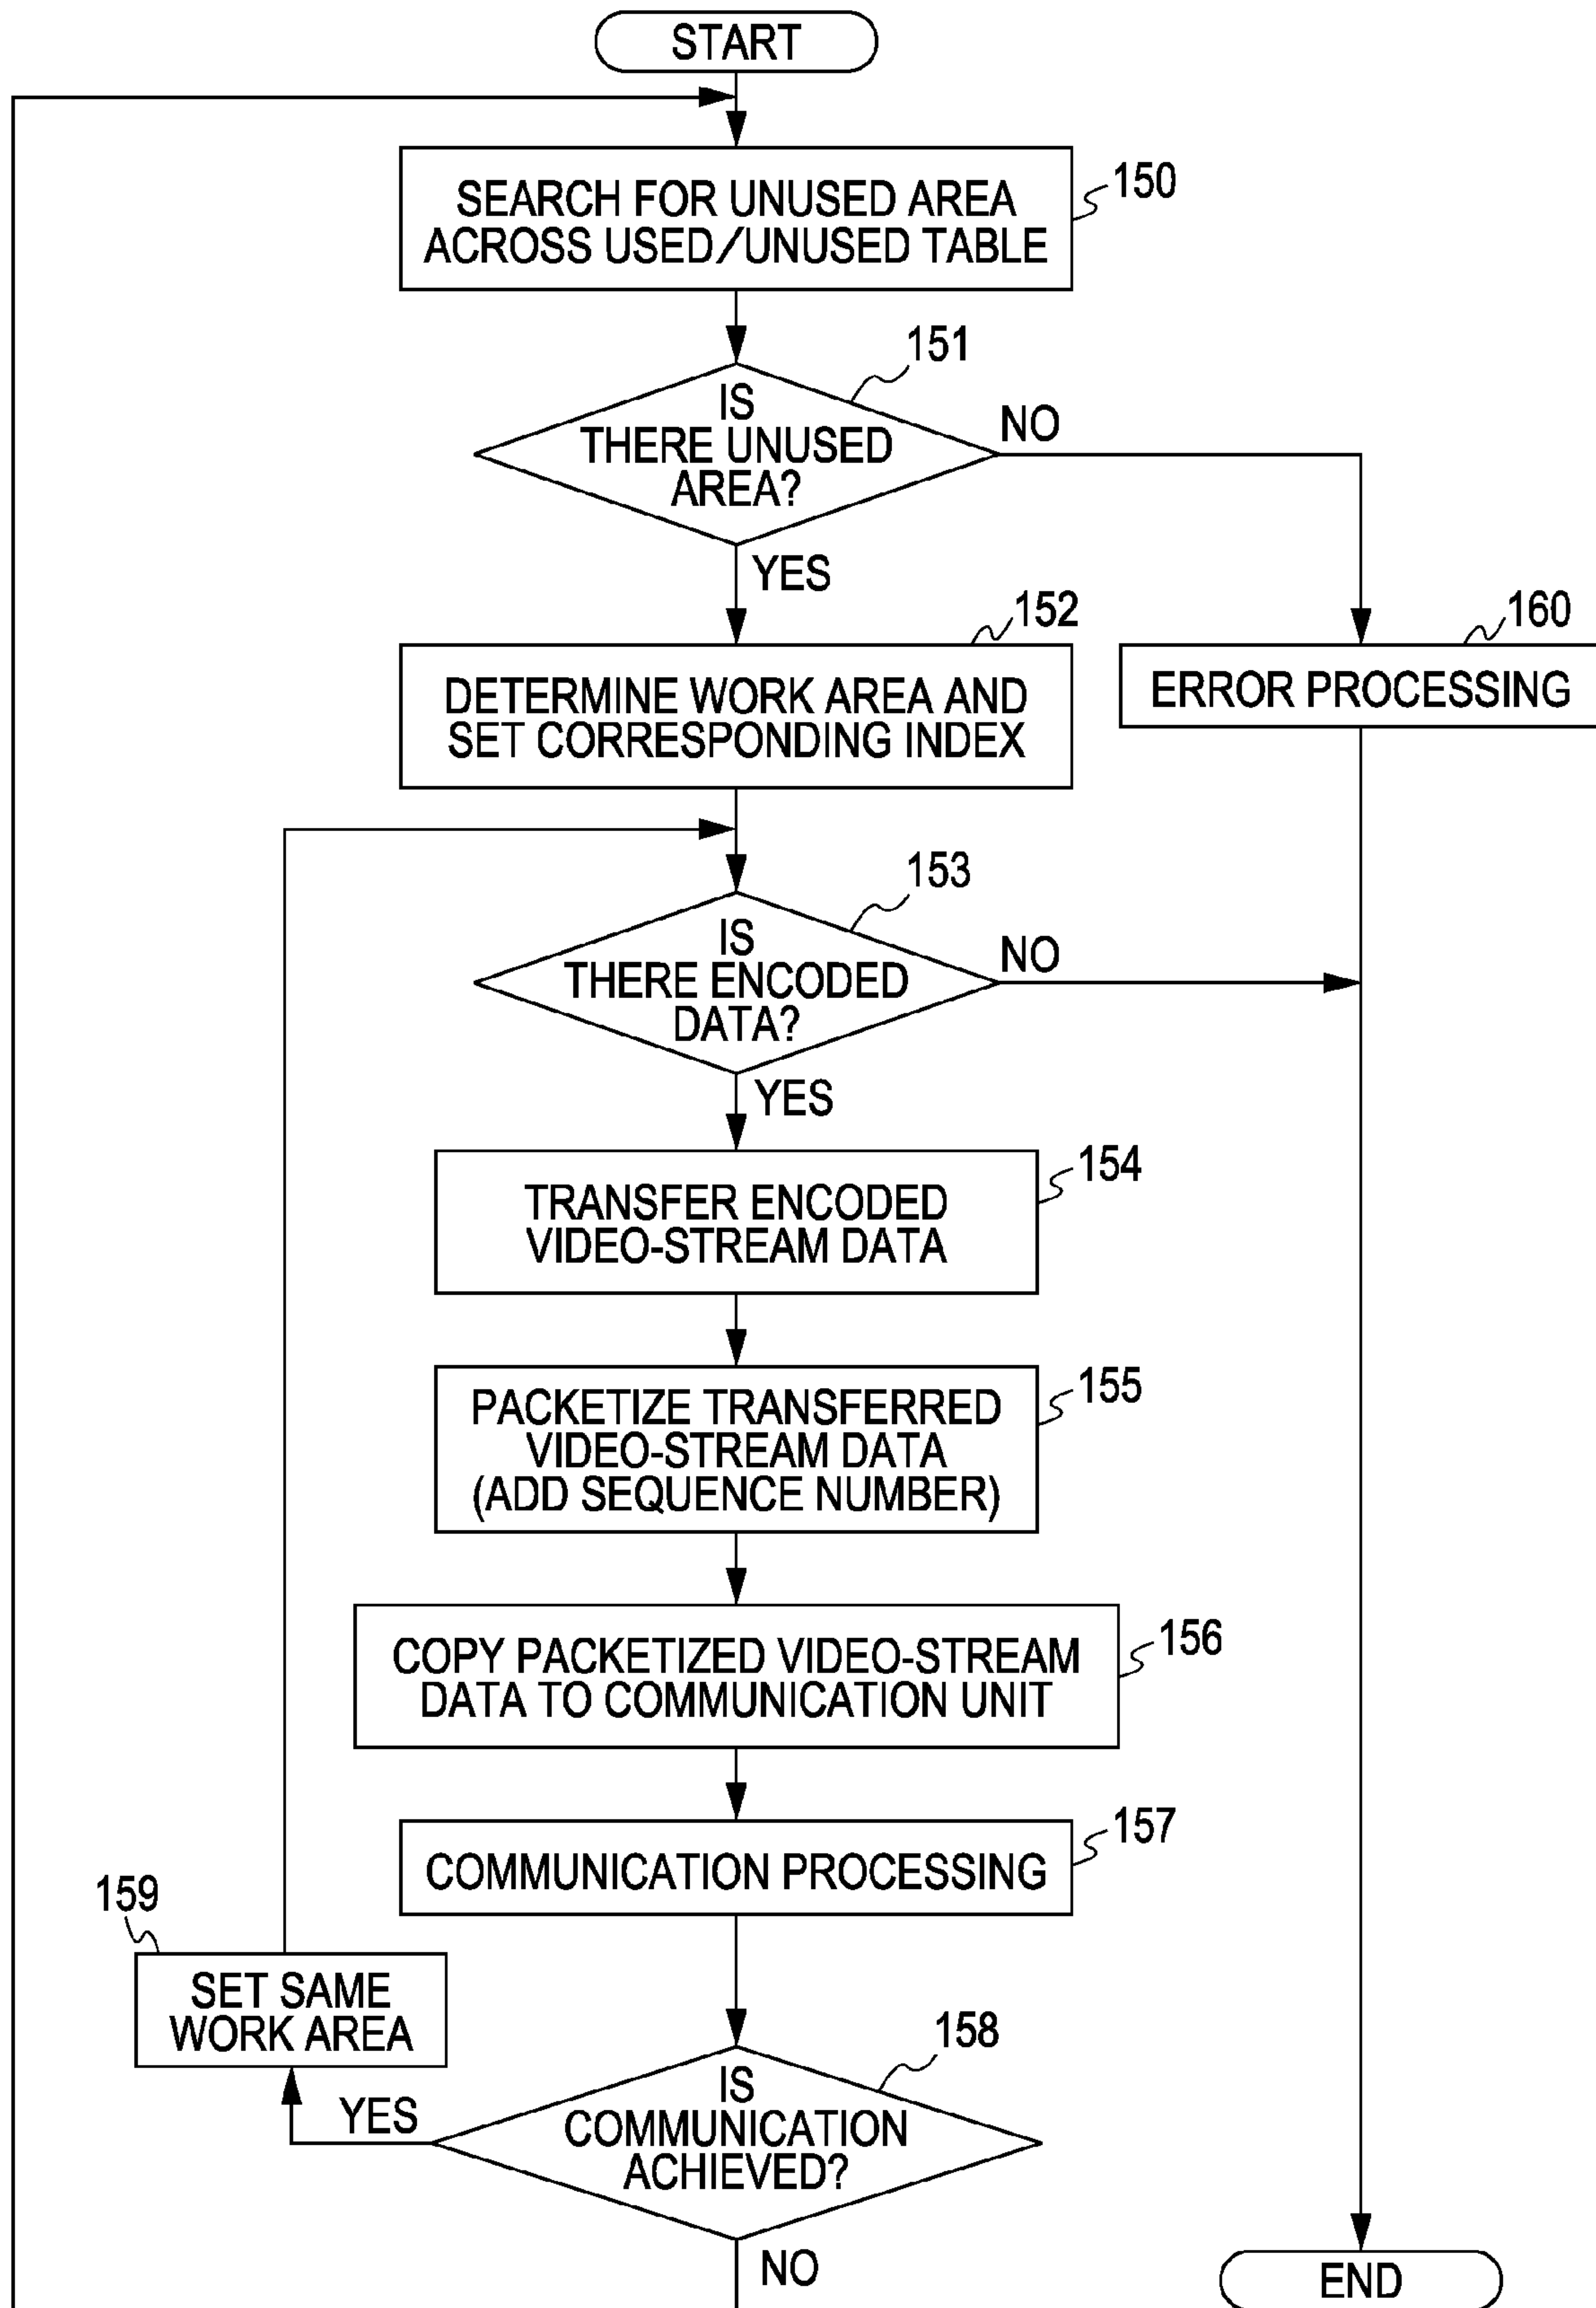 START
150
SEARCH FOR UNUSED AREA
ACROSS USED/UNUSED TABLE
151
IS
THERE UNUSED
AREA?
NO
YES
152
DETERMINE WORK AREA AND
SET CORRESPONDING INDEX
160
ERROR PROCESSING
153
IS
THERE ENCODED
DATA?
NO
YES
154
TRANSFER ENCODED
VIDEO-STREAM DATA
155
PACKETIZE TRANSFERRED
VIDEO-STREAM DATA
(ADD SEQUENCE NUMBER)
156
COPY PACKETIZED VIDEO-STREAM
DATA TO COMMUNICATION UNIT
157
COMMUNICATION PROCESSING
159
SET SAME
WORK AREA
158
IS
COMMUNICATION
ACHIEVED?
YES
NO
END